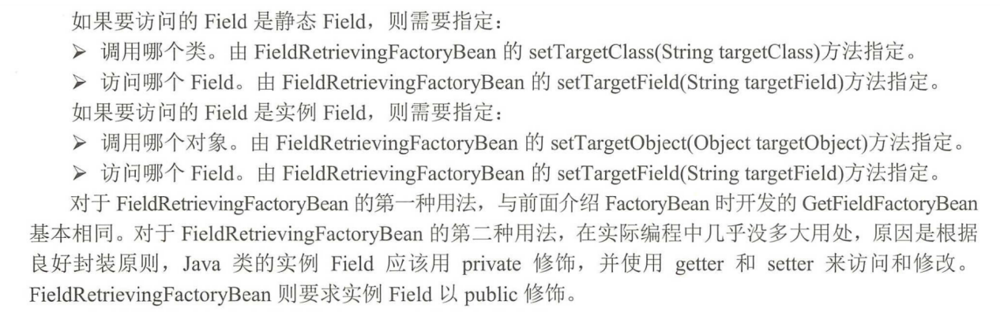 如果要访问的 Field 是静态 Field，则需要指定：
➢ 调用哪个类。由 FieldRetrievingFactoryBean 的 setTargetClass(String targetClass)方法指定。
➢ 访问哪个 Field。由 FieldRetrievingFactoryBean 的 setTargetField(String targetField)方法指定。
如果要访问的 Field 是实例 Field，则需要指定：
➢ 调用哪个对象。由 FieldRetrievingFactoryBean 的 setTargetObject(Object targetObject)方法指定。
➢ 访问哪个 Field。由 FieldRetrievingFactoryBean 的 setTargetField(String targetField)方法指定。
对于 FieldRetrievingFactoryBean 的第一种用法，与前面介绍 FactoryBean 时开发的 GetFieldFactoryBean
基本相同。对于 FieldRetrievingFactoryBean 的第二种用法，在实际编程中几乎没多大用处，原因是根据
良好封装原则，Java 类的实例 Field 应该用 private 修饰，并使用 getter 和 setter 来访问和修改。
FieldRetrievingFactoryBean 则要求实例 Field 以 public 修饰。